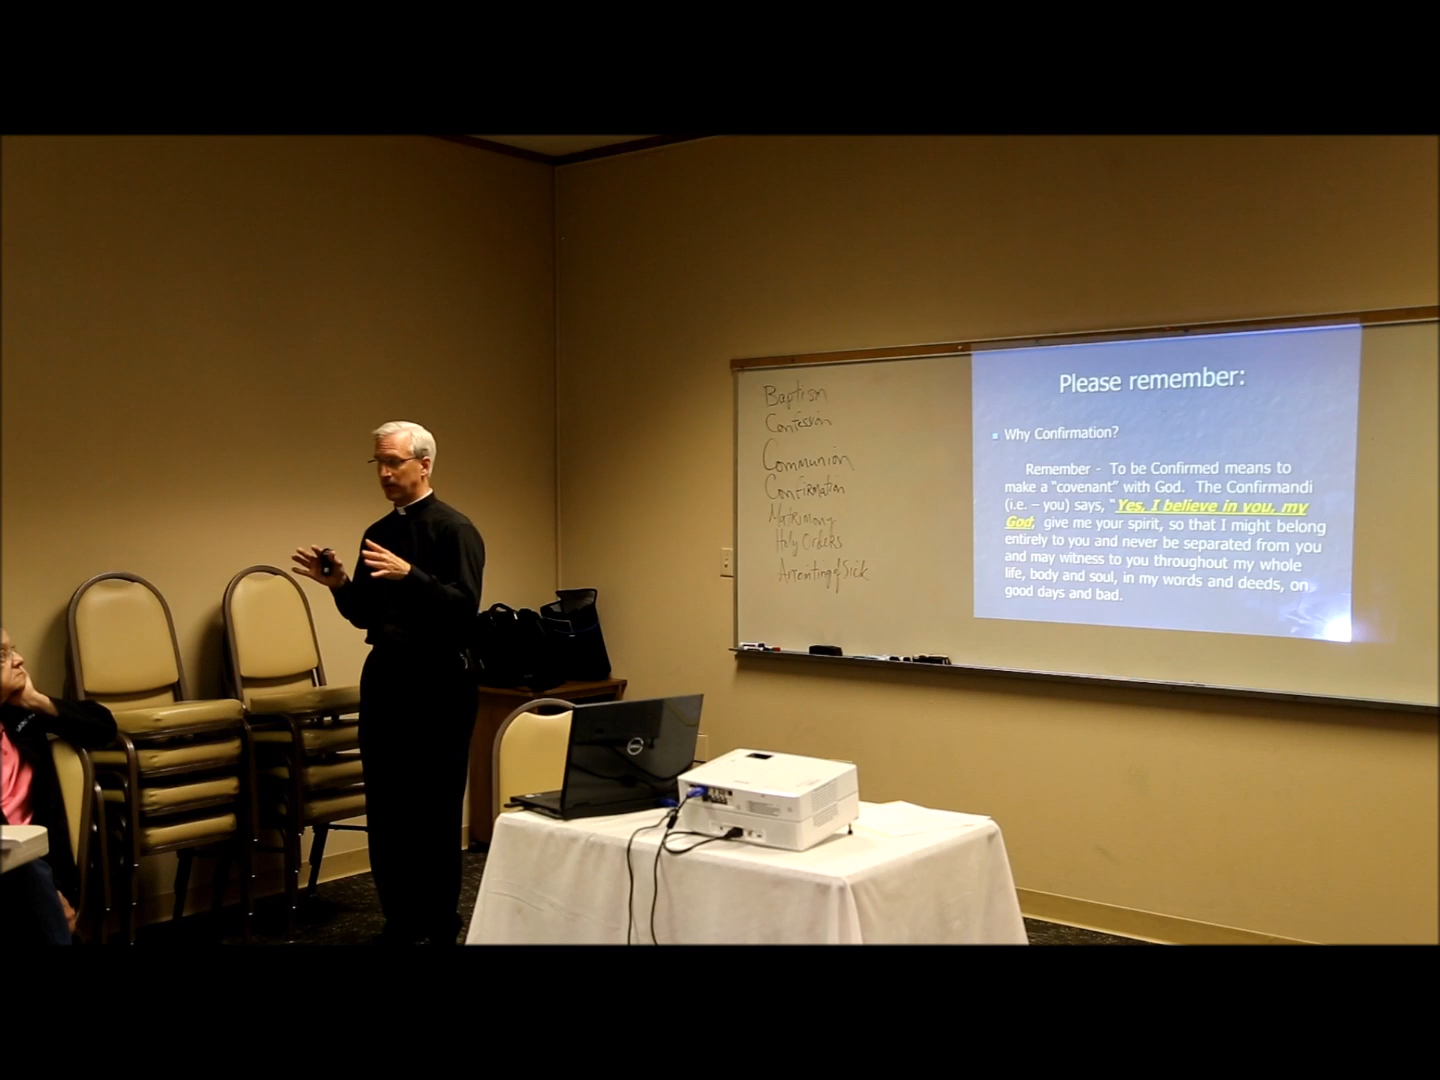 Baptism
Confession
Communion
Confirmation
Matrimony
Holy Orders
Annointing of Sick
Please remember:
Why Confirmation?
Remember - To be Confirmed means to
make a “covenant” with God. The Confirmandi
(i.e. – you) says, “Yes, I believe in you, my
God, give me your spirit, so that I might belong
entirely to you and never be separated from you
and may witness to you throughout my whole
life, body and soul, in my words and deeds, on
good days and bad.
DELL